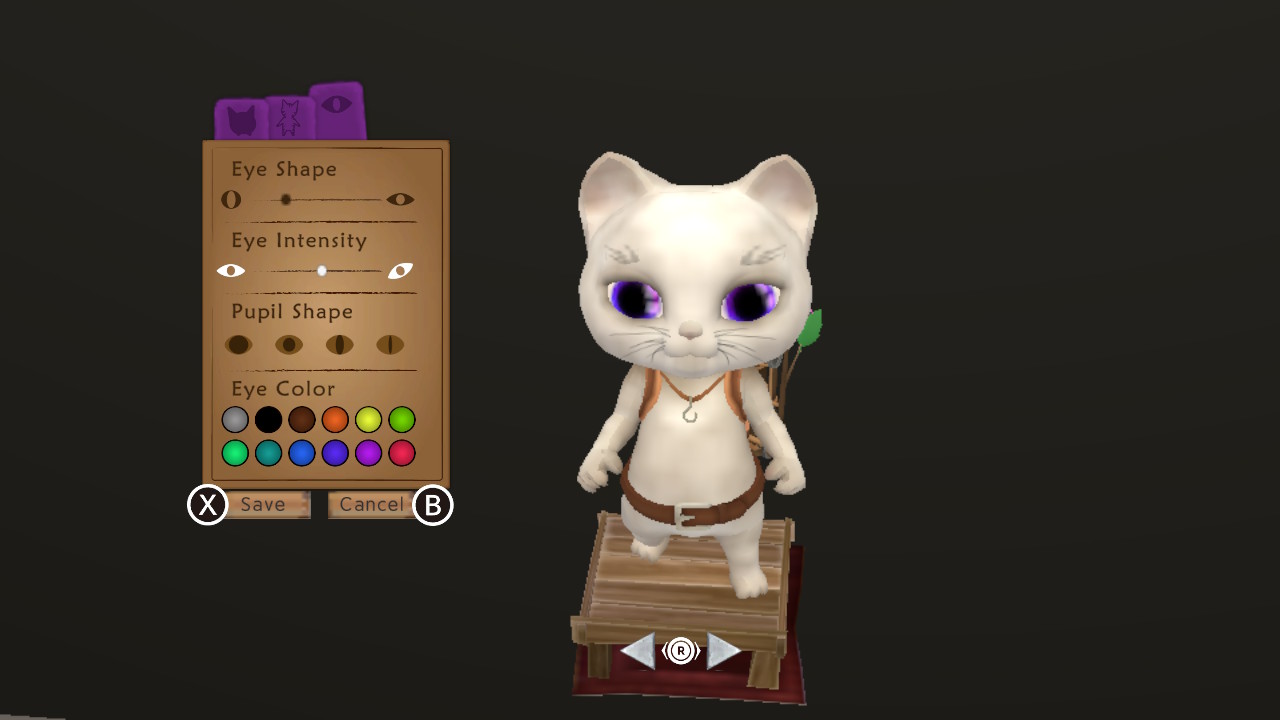 Eye Shape
Eye Intensity
Pupil Shape
Eye Color
X Save Cancel B
R